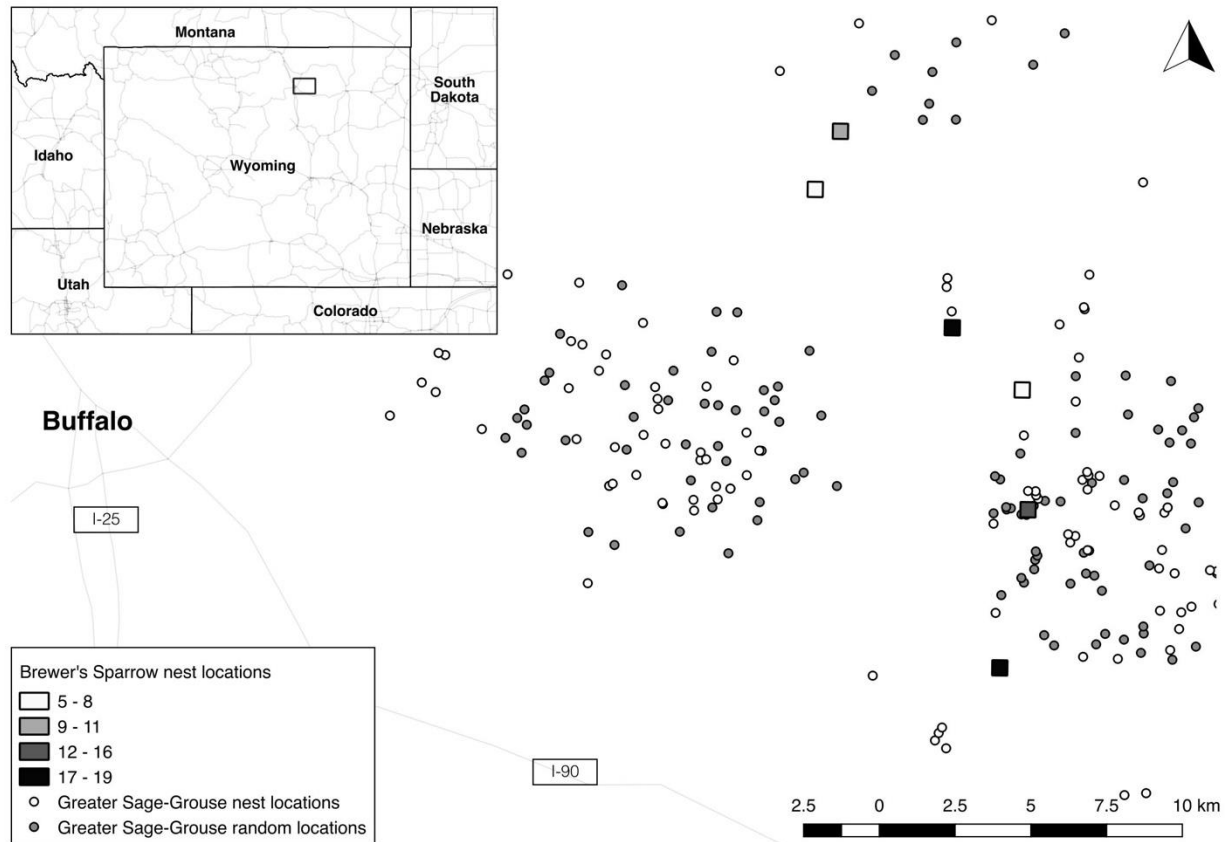 Montana
South
Dakota
Idaho
Wyoming
Nebraska
Utah
Colorado
Buffalo
I-25
I-90
Brewer's Sparrow nest locations
5 - 8
9 - 11
12 - 16
17 - 19
Greater Sage-Grouse nest locations
Greater Sage-Grouse random locations
2.5 0 2.5 5 7.5 10 km